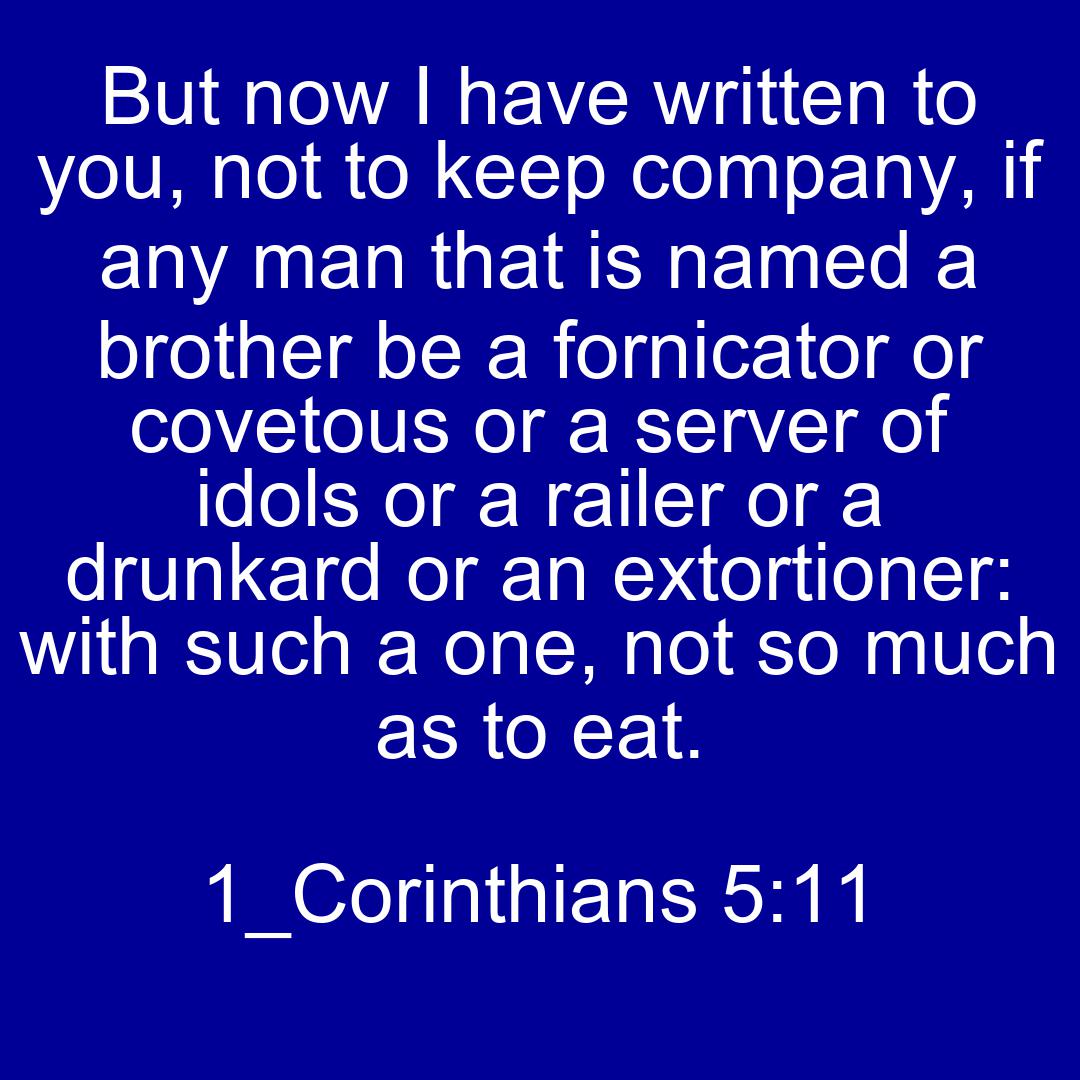 But now I have written to
you, not to keep company, if
any man that is named a
brother be a fornicator or
covetous or a server of
idols or a railer or a
drunkard or an extortioner:
with such a one, not so much
as to eat.
1_Corinthians 5:11